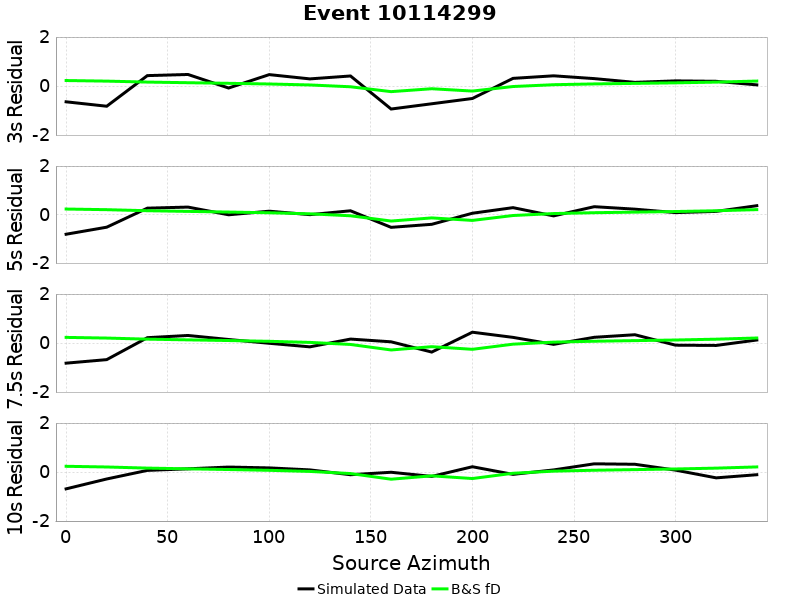 Event 10114299
3s Residual
2
0
-2
5s Residual
2
0
-2
7.5s Residual
2
0
-2
10s Residual
2
0
-2
0 50 100 150 200 250 300
Source Azimuth
Simulated Data B&S fD